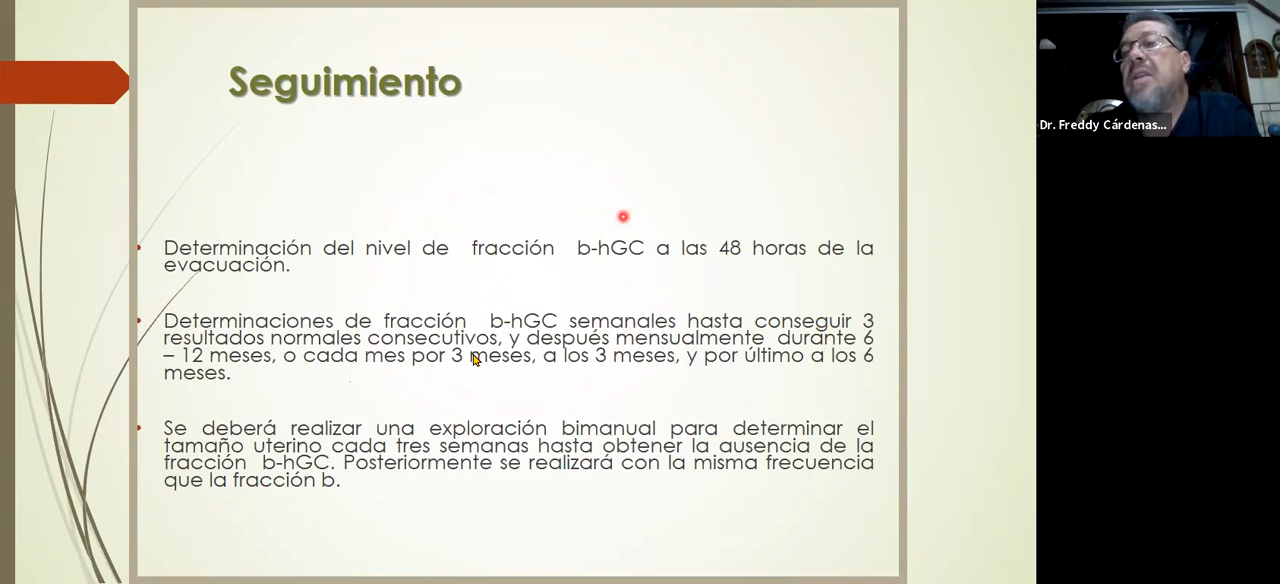 Seguimiento
Dr. Freddy Cárdenas...
Determinación del nivel de fracción b-hGC a las 48 horas de la
evacuación.
Determinaciones de fracción b-hGC semanales hasta conseguir 3
resultados normales consecutivos, y después mensualmente durante 6
– 12 meses, o cada mes por 3 meses, a los 3 meses, y por último a los 6
meses.
Se deberá realizar una exploración bimanual para determinar el
tamaño uterino cada tres semanas hasta obtener la ausencia de la
fracción b-hGC. Posteriormente se realizará con la misma frecuencia
que la fracción b.